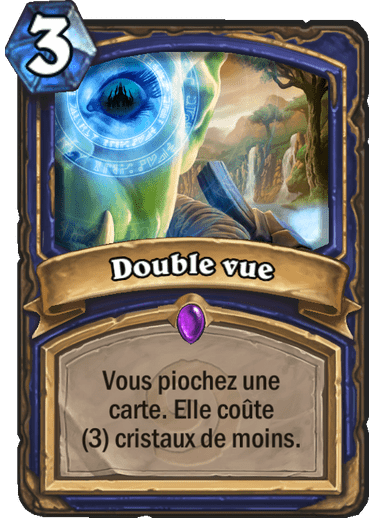 3
Double vue
Vous piochez une
carte. Elle coûte
(3) cristaux de moins.